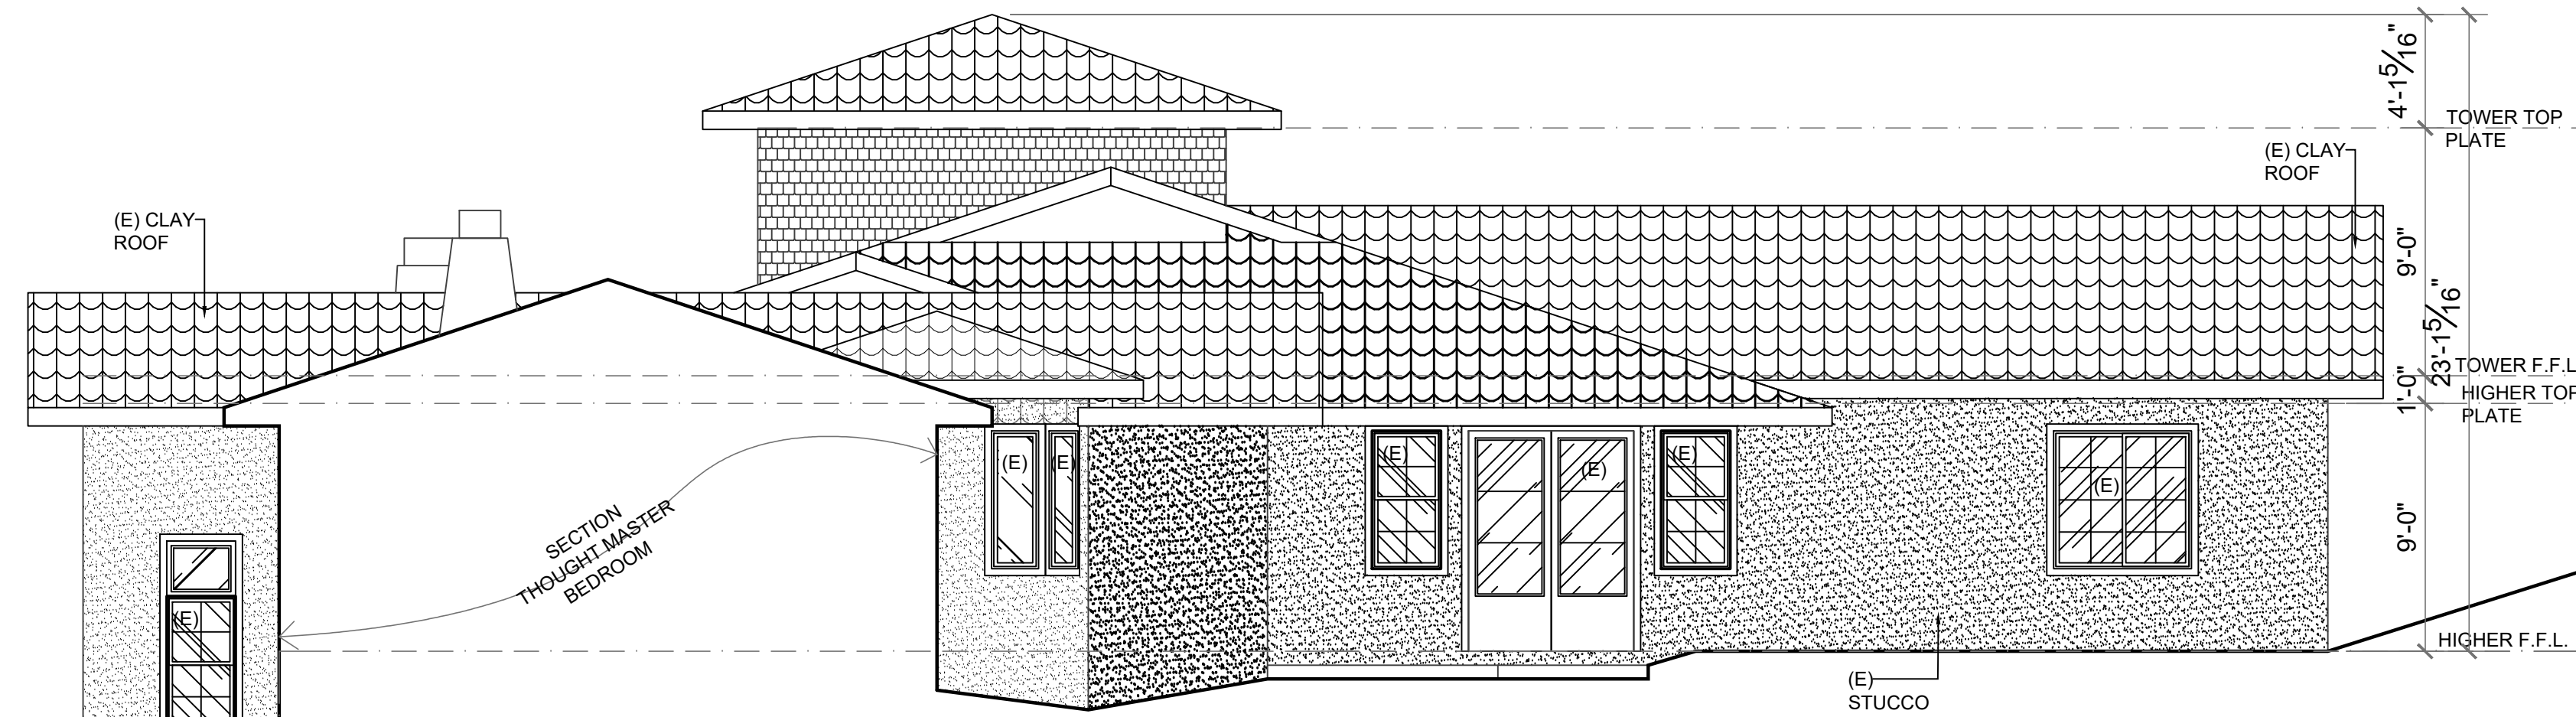 4'-1 5/16"
TOWER TOP
PLATE
(E) CLAY
ROOF
(E) CLAY
ROOF
9'-0"
23'-1 5/16"
TOWER F.F.L
1'-0"
HIGHER TOP
PLATE
(E)
(E)
(E)
(E)
(E)
(E)
SECTION
THOUGHT MASTER
BEDROOM
9'-0"
(E)
HIGHER F.F.L.
(E)
STUCCO